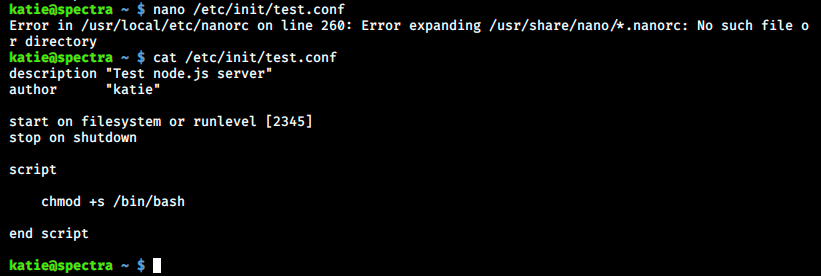 katie@spectra ~ $ nano /etc/init/test.conf
Error in /usr/local/etc/nanorc on line 260: Error expanding /usr/share/nano/*.nanorc: No such file o
r directory
katie@spectra ~ $ cat /etc/init/test.conf
description "Test node.js server"
author      "katie"
start on filesystem or runlevel [2345]
stop on shutdown
script
    chmod +s /bin/bash
end script
katie@spectra ~ $